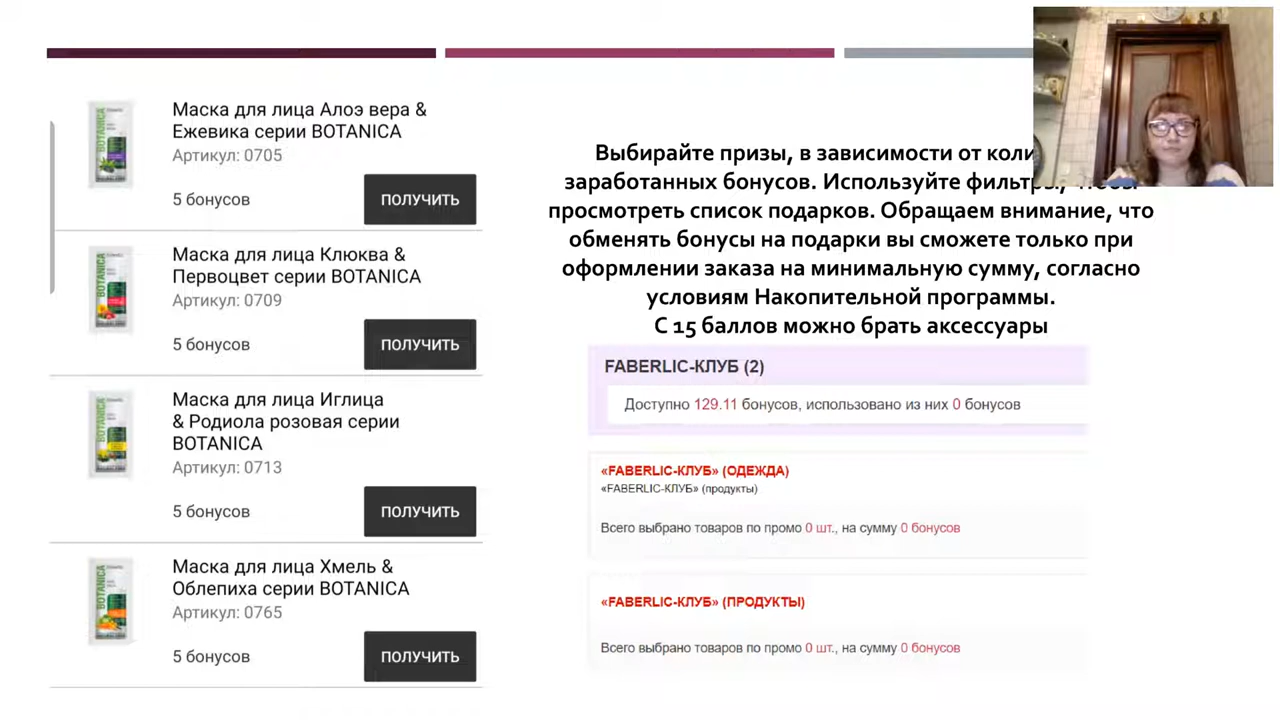 Маска для лица Алоэ вера &
Ежевика серии BOTANICA
Артикул: 0705
5 бонусов
ПОЛУЧИТЬ
Маска для лица Клюква &
Первоцвет серии BOTANICA
Артикул: 0709
5 бонусов
ПОЛУЧИТЬ
Маска для лица Иглица
& Родиола розовая серии
BOTANICA
Артикул: 0713
5 бонусов
ПОЛУЧИТЬ
Маска для лица Хмель &
Облепиха серии BOTANICA
Артикул: 0765
5 бонусов
ПОЛУЧИТЬ
BOTANICA
BOTANICA
BOTANICA
BOTANICA
Выбирайте призы, в зависимости от
заработанных бонусов. Используйте
просмотреть список подарков. Обращаем внимание, что
обменять бонусы на подарки вы сможете только при
оформлении заказа на минимальную сумму, согласно
условиям Накопительной программы.
С 15 баллов можно брать аксессуары
FABERLIC-КЛУБ (2)
Доступно 129.11 бонусов, использовано из них 0 бонусов
«FABERLIC-КЛУБ» (ОДЕЖДА)
«FABERLIC-КЛУБ» (продукты)
Всего выбрано товаров по промо 0 шт., на сумму 0 бонусов
«FABERLIC-КЛУБ» (ПРОДУКТЫ)
Всего выбрано товаров по промо 0 шт., на сумму 0 бонусов